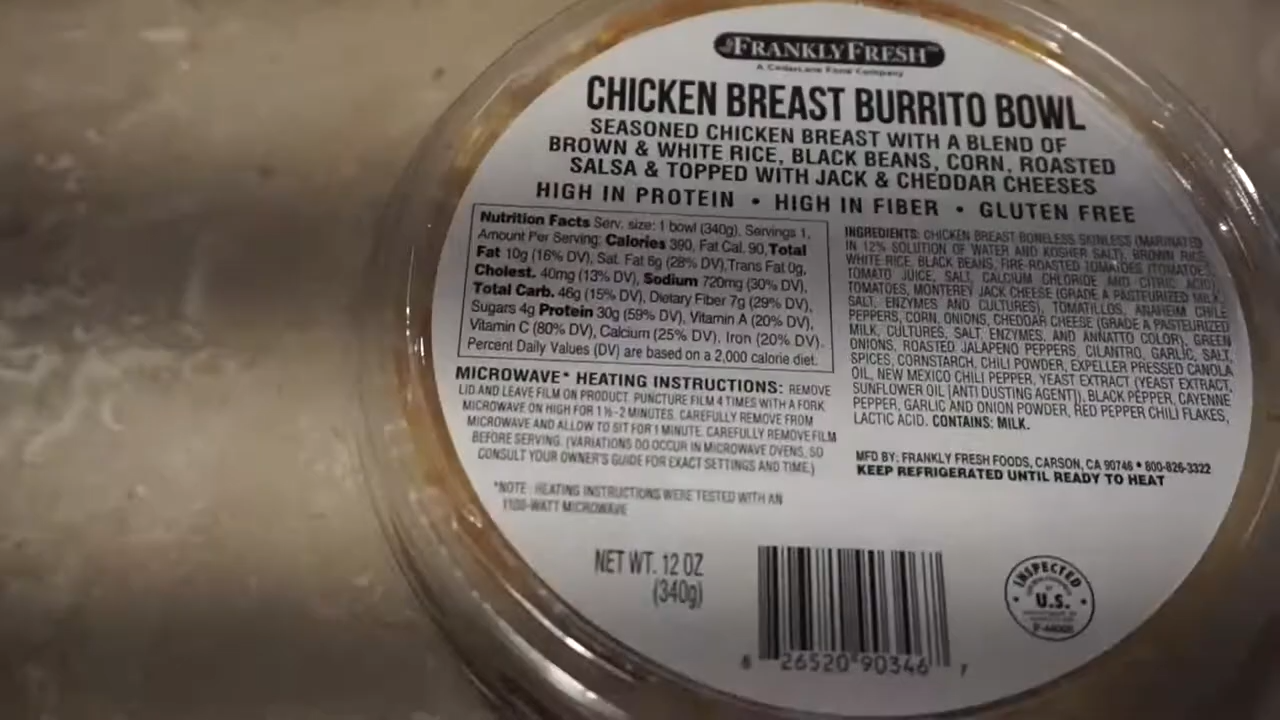 FRANKLY FRESH™
A CedarLane Food Company
CHICKEN BREAST BURRITO BOWL
SEASONED CHICKEN BREAST WITH A BLEND OF
BROWN & WHITE RICE, BLACK BEANS, CORN, ROASTED
SALSA & TOPPED WITH JACK & CHEDDAR CHEESES
HIGH IN PROTEIN • HIGH IN FIBER • GLUTEN FREE
Nutrition Facts Serv. size: 1 bowl (340g), Servings 1,
Amount Per Serving: Calories 390, Fat Cal. 90, Total
Fat 10g (16% DV), Sat. Fat 6g (28% DV), Trans Fat 0g,
Cholest. 40mg (13% DV), Sodium 720mg (30% DV),
Total Carb. 46g (15% DV), Dietary Fiber 7g (29% DV),
Sugars 4g Protein 30g (59% DV), Vitamin A (20% DV),
Vitamin C (80% DV), Calcium (25% DV), Iron (20% DV).
Percent Daily Values (DV) are based on a 2,000 calorie diet.
MICROWAVE* HEATING INSTRUCTIONS: REMOVE
LID AND LEAVE FILM ON PRODUCT. PUNCTURE FILM 4 TIMES WITH A FORK.
MICROWAVE ON HIGH FOR 1½-2 MINUTES. CAREFULLY REMOVE FROM
MICROWAVE AND ALLOW TO SIT FOR 1 MINUTE. CAREFULLY REMOVE FILM
BEFORE SERVING. (VARIATIONS DO OCCUR IN MICROWAVE OVENS, SO
CONSULT YOUR OWNER'S GUIDE FOR EXACT SETTINGS AND TIME.)
*NOTE: HEATING INSTRUCTIONS WERE TESTED WITH AN
1100-WATT MICROWAVE
INGREDIENTS: CHICKEN BREAST BONELESS SKINLESS (MARINATED
IN 12% SOLUTION OF WATER AND KOSHER SALT), BROWN RICE,
WHITE RICE, BLACK BEANS, FIRE-ROASTED TOMATOES (TOMATOES,
TOMATO JUICE, SALT, CALCIUM CHLORIDE AND CITRIC ACID),
TOMATOES, MONTEREY JACK CHEESE (GRADE A PASTEURIZED MILK,
SALT, ENZYMES AND CULTURES), TOMATILLOS, ANAHEIM CHILE
PEPPERS, CORN, ONIONS, CHEDDAR CHEESE (GRADE A PASTEURIZED
MILK, CULTURES, SALT, ENZYMES, AND ANNATTO COLOR), GREEN
ONIONS, ROASTED JALAPENO PEPPERS, CILANTRO, GARLIC, SALT,
SPICES, CORNSTARCH, CHILI POWDER, EXPELLER PRESSED CANOLA
OIL, NEW MEXICO CHILI PEPPER, YEAST EXTRACT (YEAST EXTRACT,
SUNFLOWER OIL [ANTI DUSTING AGENT]), BLACK PEPPER, CAYENNE
PEPPER, GARLIC AND ONION POWDER, RED PEPPER CHILI FLAKES,
LACTIC ACID. CONTAINS: MILK.
MFD BY: FRANKLY FRESH FOODS, CARSON, CA 90746 • 800-826-3322
KEEP REFRIGERATED UNTIL READY TO HEAT
NET WT. 12 OZ
(340g)
8 26520 90346 7
INSPECTED
U.S.